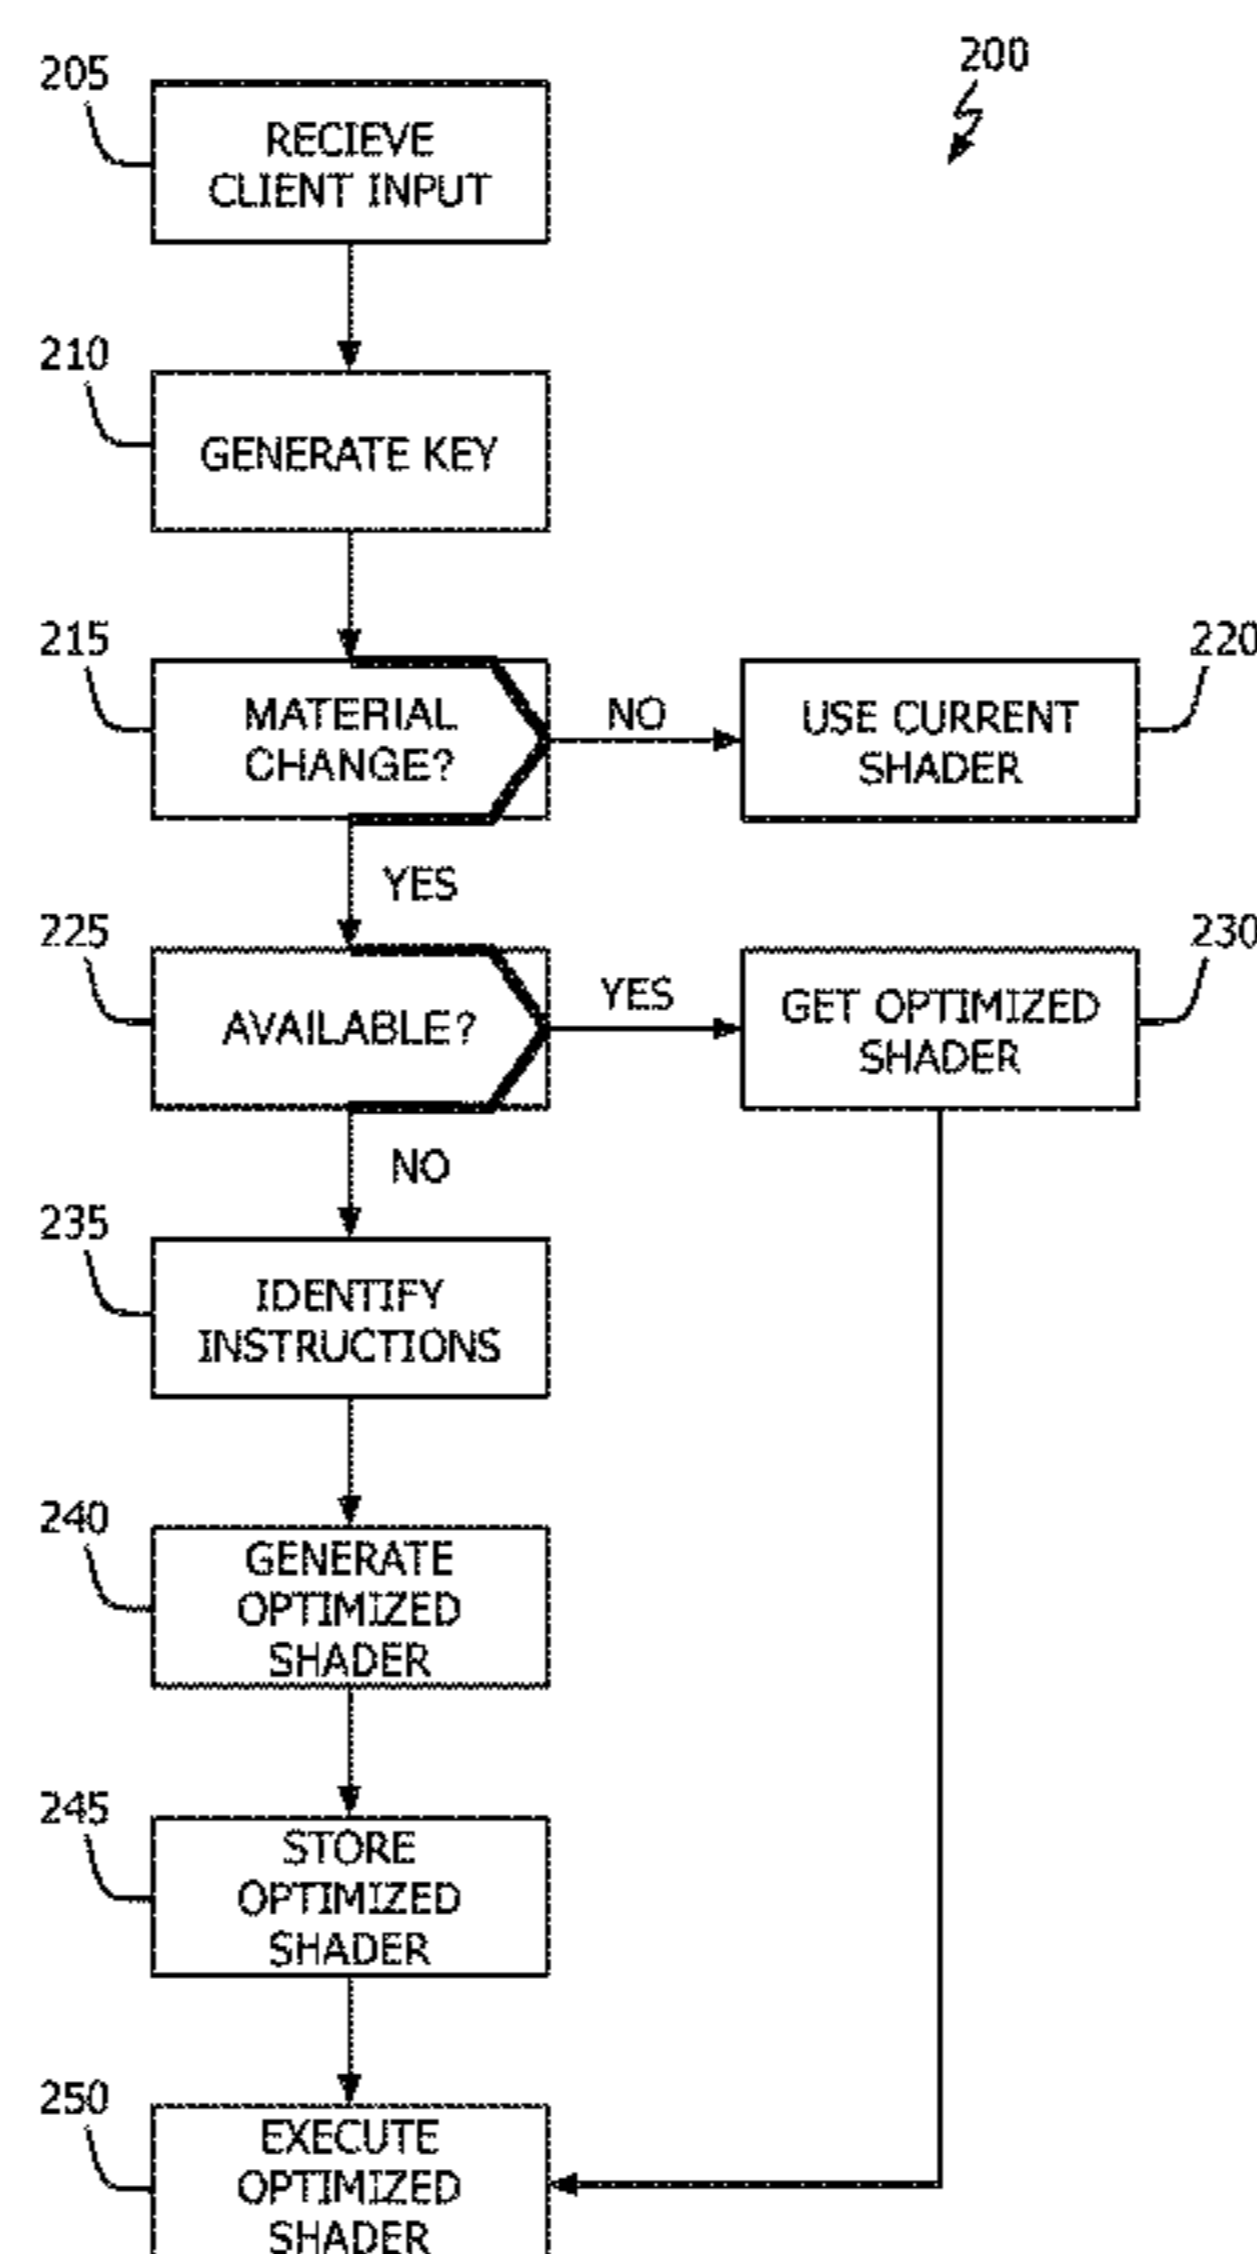 200
205
RECIEVE
CLIENT INPUT
210
GENERATE KEY
215
MATERIAL
CHANGE?
NO
220
USE CURRENT
SHADER
YES
225
AVAILABLE?
YES
230
GET OPTIMIZED
SHADER
NO
235
IDENTIFY
INSTRUCTIONS
240
GENERATE
OPTIMIZED
SHADER
245
STORE
OPTIMIZED
SHADER
250
EXECUTE
OPTIMIZED
SHADER